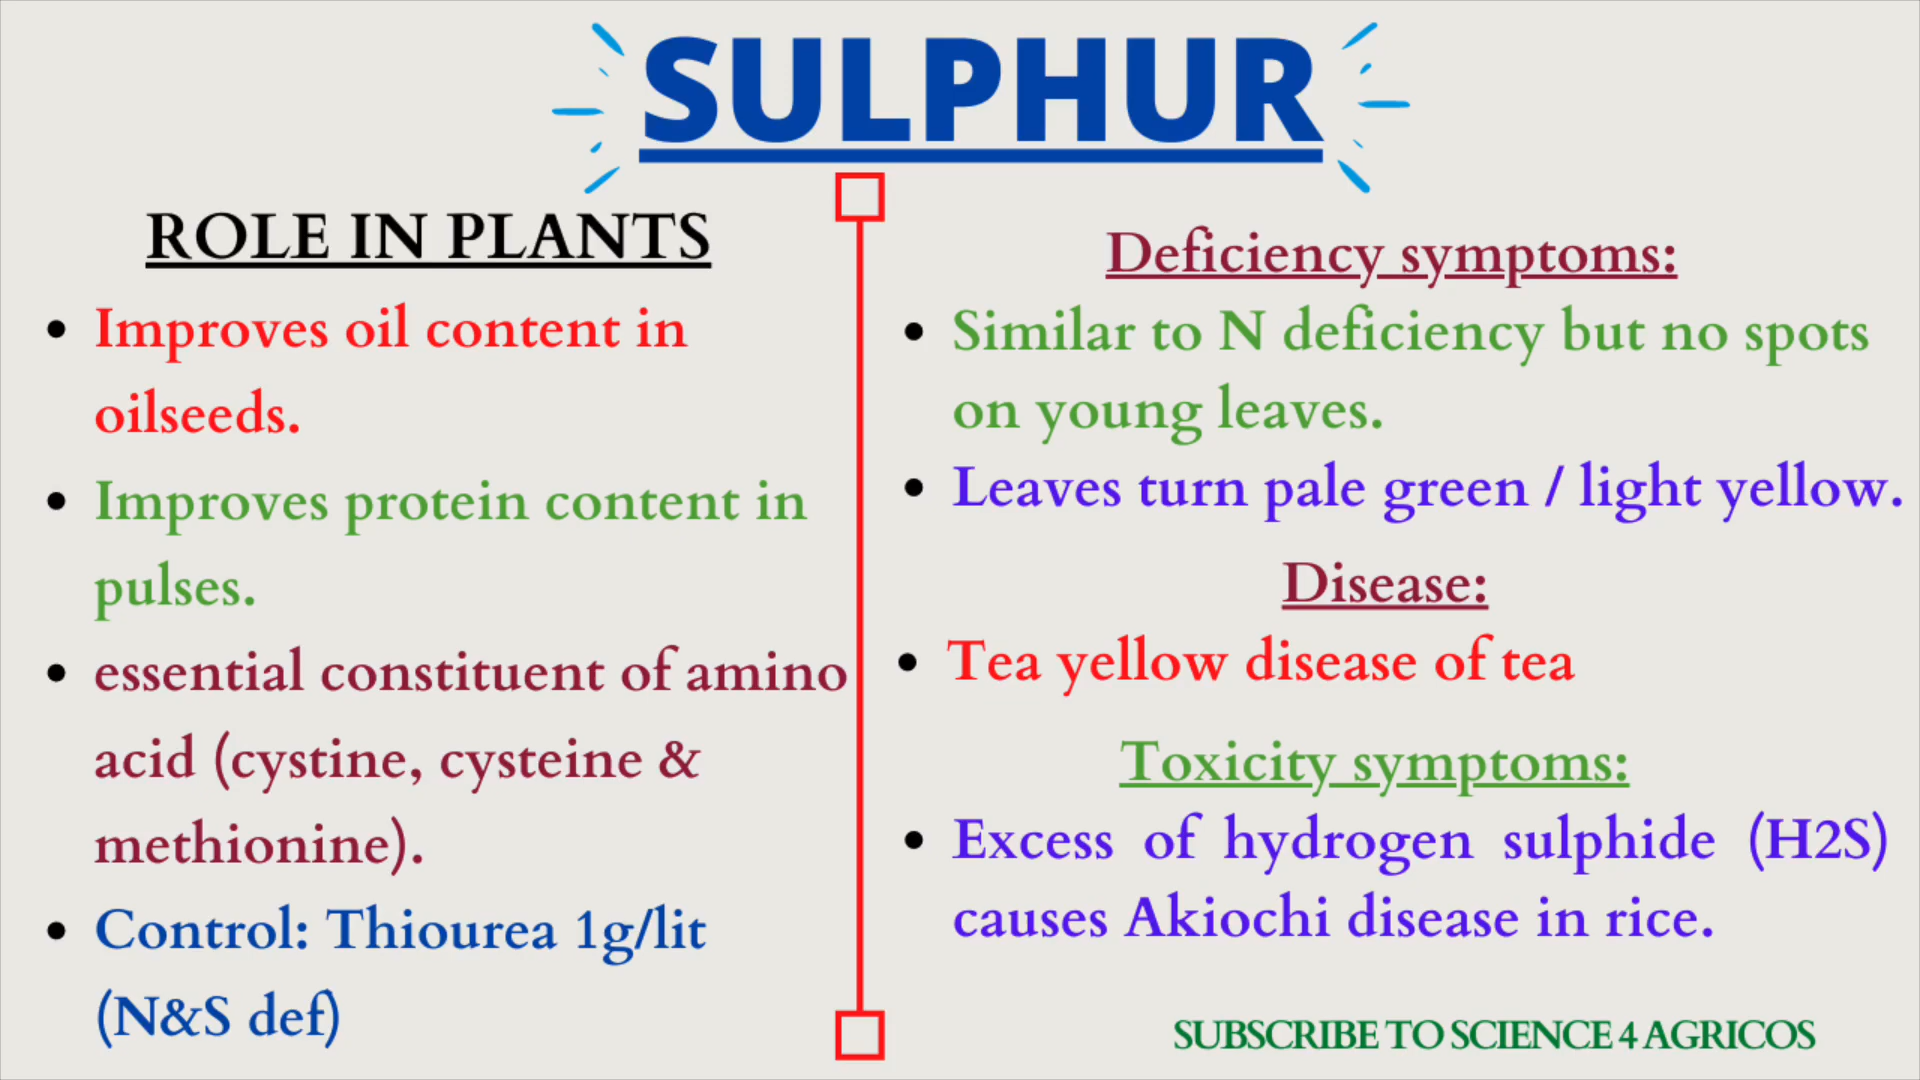 SULPHUR
ROLE IN PLANTS
• Improves oil content in
oilseeds.
• Improves protein content in
pulses.
• essential constituent of amino
acid (cystine, cysteine &
methionine).
• Control: Thiourea 1g/lit
(N&S def)
Deficiency symptoms:
• Similar to N deficiency but no spots
on young leaves.
• Leaves turn pale green / light yellow.
Disease:
• Tea yellow disease of tea
Toxicity symptoms:
• Excess of hydrogen sulphide (H2S)
causes Akiochi disease in rice.
SUBSCRIBE TO SCIENCE 4 AGRICOS